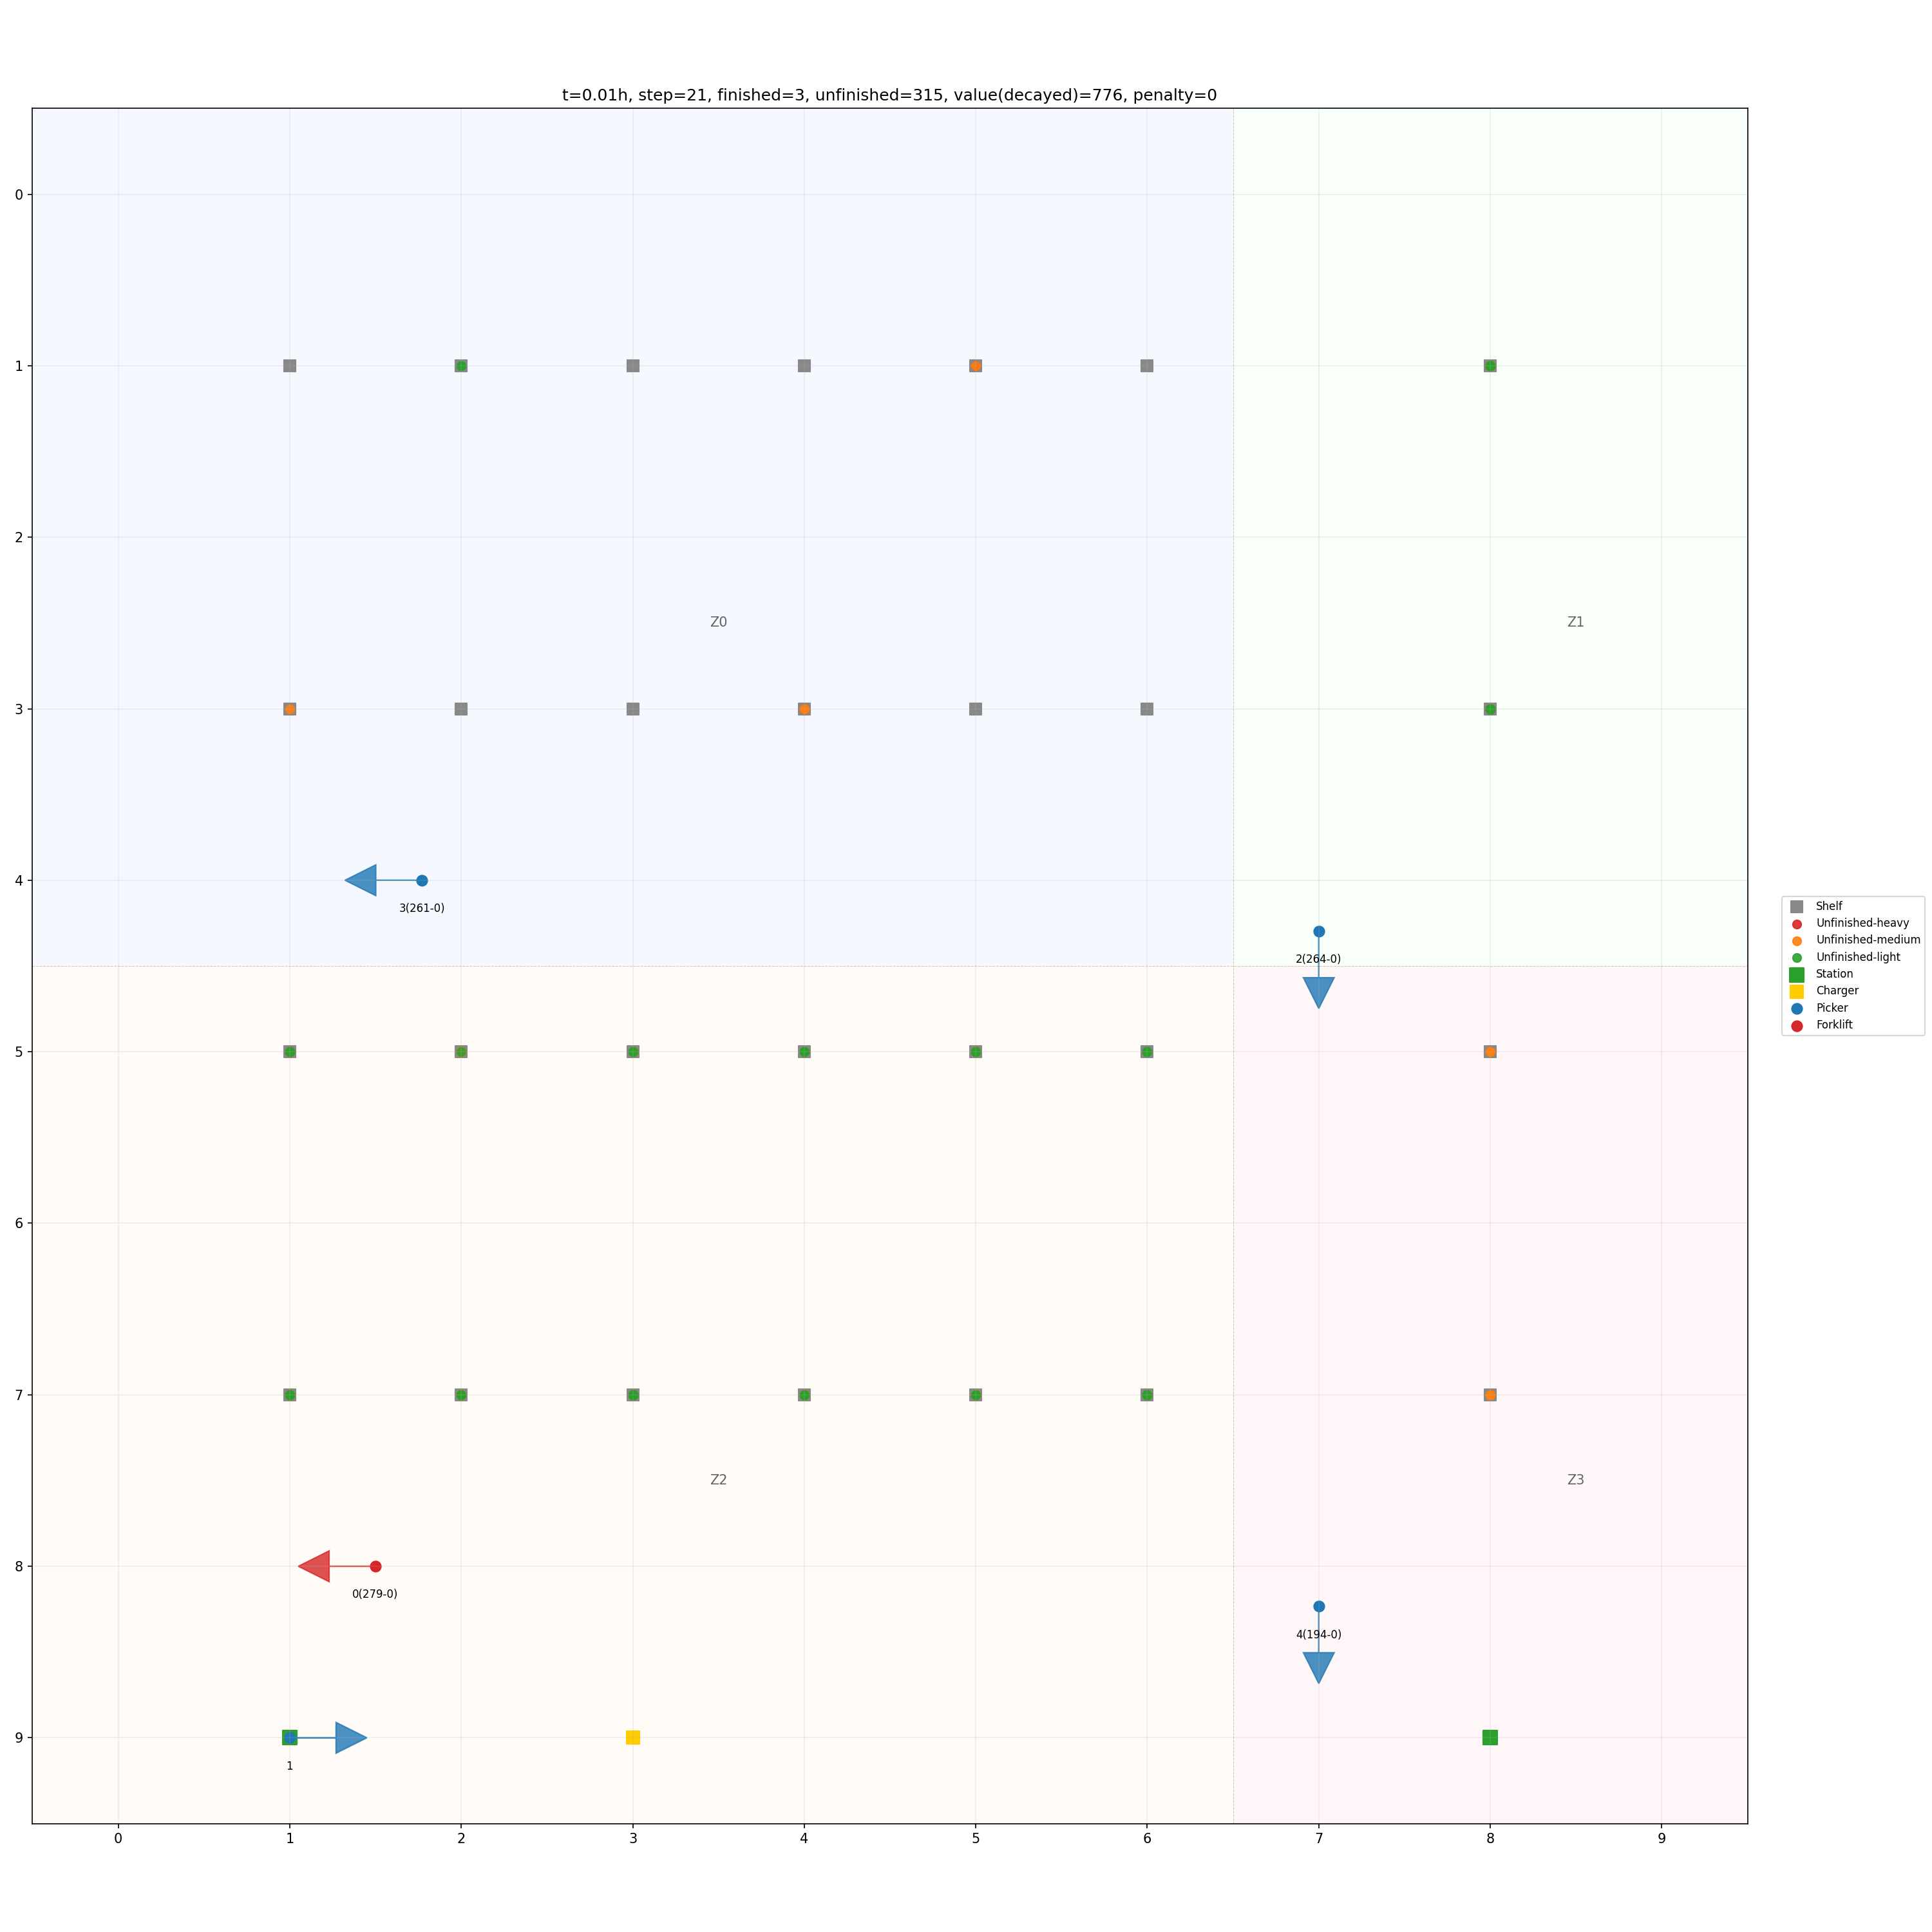 t=0.01h, step=21, finished=3, unfinished=315, value(decayed)=776, penalty=0
0
1
2
Z0
Z1
3
4
3(261-0)
2(264-0)
Shelf
Unfinished-heavy
Unfinished-medium
Unfinished-light
Station
Charger
Picker
Forklift
5
6
7
Z2
Z3
8
0(279-0)
4(194-0)
9
1
0 1 2 3 4 5 6 7 8 9